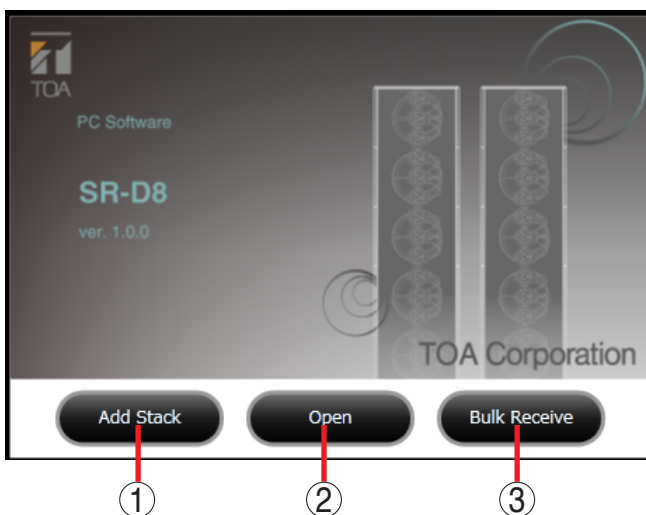 TOA
PC Software
SR-D8
ver. 1.0.0
TOA Corporation
Add Stack Open Bulk Receive
① ② ③